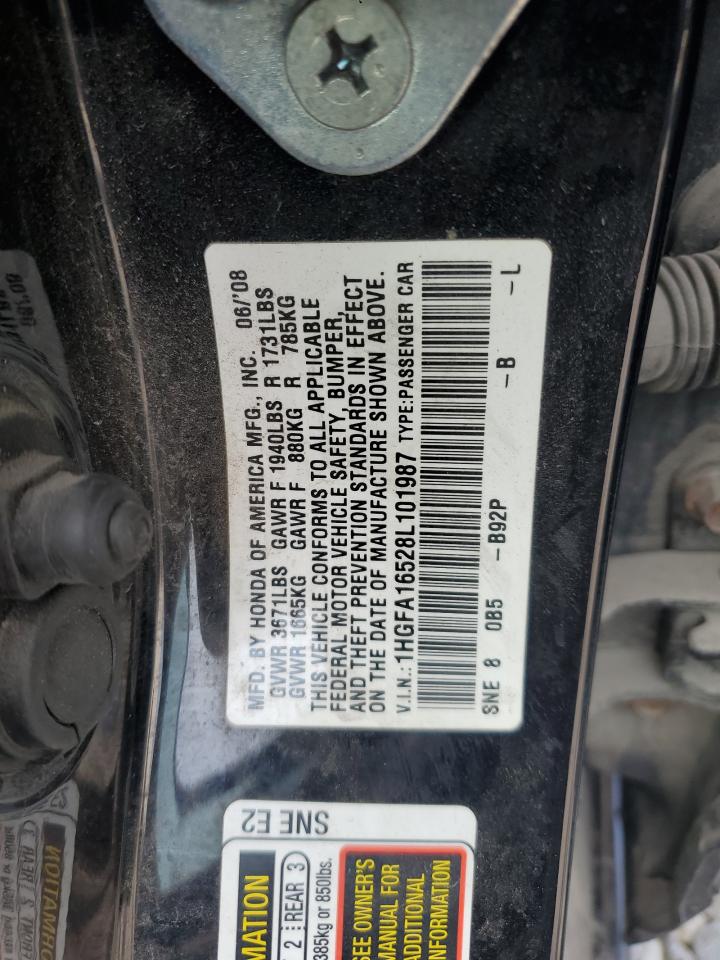 MFD. BY HONDA OF AMERICA MFG., INC. 06/'08
GVWR 3671LBS GAWR F 1940LBS R 1731LBS
GVWR 1665KG GAWR F 880KG R 785KG
THIS VEHICLE CONFORMS TO ALL APPLICABLE
FEDERAL MOTOR VEHICLE SAFETY, BUMPER,
AND THEFT PREVENTION STANDARDS IN EFFECT
ON THE DATE OF MANUFACTURE SHOWN ABOVE.
V.I.N.: 1HGFA16528L101987 TYPE:PASSENGER CAR
SNE 8 0B5 -B92P -B -L
SNE E2
MATION
2 REAR 3
385kg or 850lbs.
SEE OWNER'S
MANUAL FOR
ADDITIONAL
INFORMATION